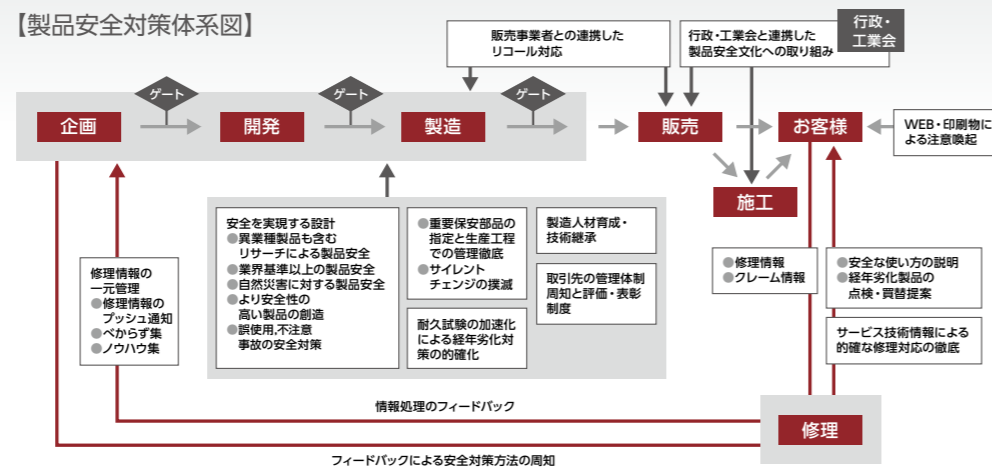 【製品安全対策体系図】
販売事業者との連携した
リコール対応
行政・工業会と連携した
製品安全文化への取り組み
行政・
工業会
ゲート
ゲート
ゲート
企画
開発
製造
販売
お客様
WEB・印刷物に
よる注意喚起
施工
安全を実現する設計
●異業種製品も含む
リサーチによる製品安全
●業界基準以上の製品安全
●自然災害に対する製品安全
●より安全性の
高い製品の創造
●誤使用,不注意
事故の安全対策
●重要保安部品の
指定と生産工程
での管理徹底
●サイレント
チェンジの撲滅
耐久試験の加速化
による経年劣化対
策の的確化
製造人材育成・
技術継承
取引先の管理体制
周知と評価・表彰
制度
修理情報の
一元管理
●修理情報の
プッシュ通知
●べからず集
●ノウハウ集
●修理情報
●クレーム情報
●安全な使い方の説明
●経年劣化製品の
点検・買替提案
サービス技術情報による
的確な修理対応の徹底
情報処理のフィードバック
修理
フィードバックによる安全対策方法の周知